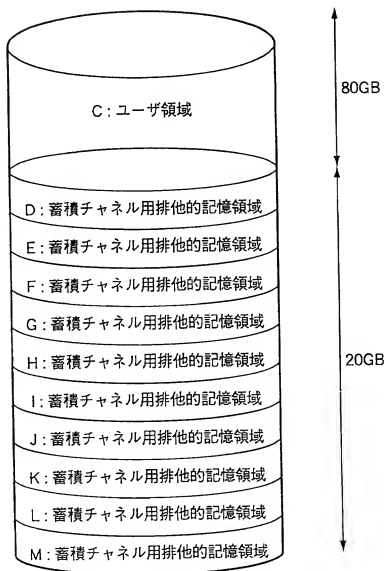 80GB
C：ユーザ領域
D：蓄積チャネル用排他的記憶領域
E：蓄積チャネル用排他的記憶領域
F：蓄積チャネル用排他的記憶領域
G：蓄積チャネル用排他的記憶領域
H：蓄積チャネル用排他的記憶領域
20GB
I：蓄積チャネル用排他的記憶領域
J：蓄積チャネル用排他的記憶領域
K：蓄積チャネル用排他的記憶領域
L：蓄積チャネル用排他的記憶領域
M：蓄積チャネル用排他的記憶領域